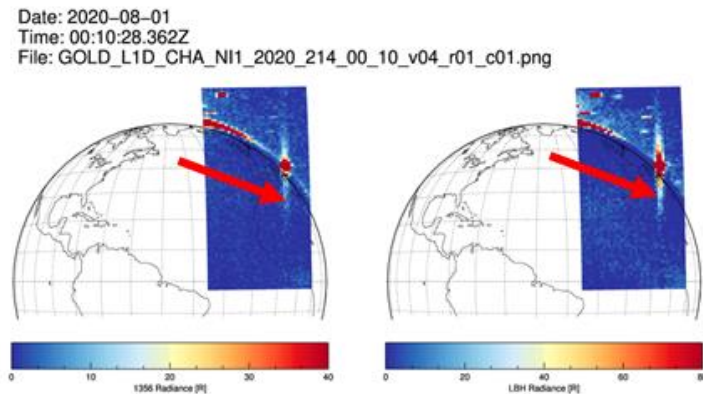 Date: 2020-08-01
Time: 00:10:28.362Z
File: GOLD_L1D_CHA_NI1_2020_214_00_10_v04_r01_c01.png
0 10 20 30 40
1356 Radiance [R]
0 20 40 60 80
LBH Radiance [R]